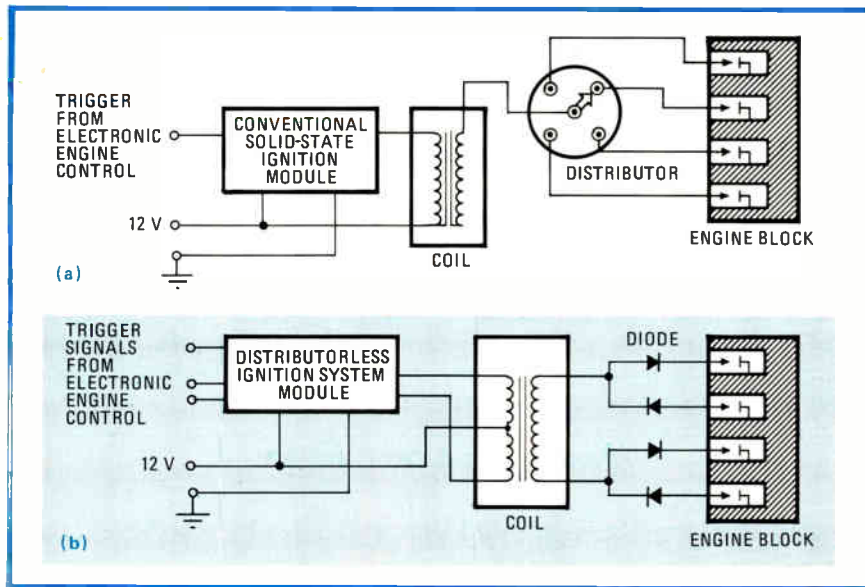 TRIGGER
FROM
ELECTRONIC
ENGINE
CONTROL
CONVENTIONAL
SOLID-STATE
IGNITION
MODULE
12 V
COIL
DISTRIBUTOR
ENGINE BLOCK
(a)
TRIGGER
SIGNALS
FROM
ELECTRONIC
ENGINE
CONTROL
DISTRIBUTORLESS
IGNITION SYSTEM
MODULE
12 V
COIL
DIODE
ENGINE BLOCK
(b)